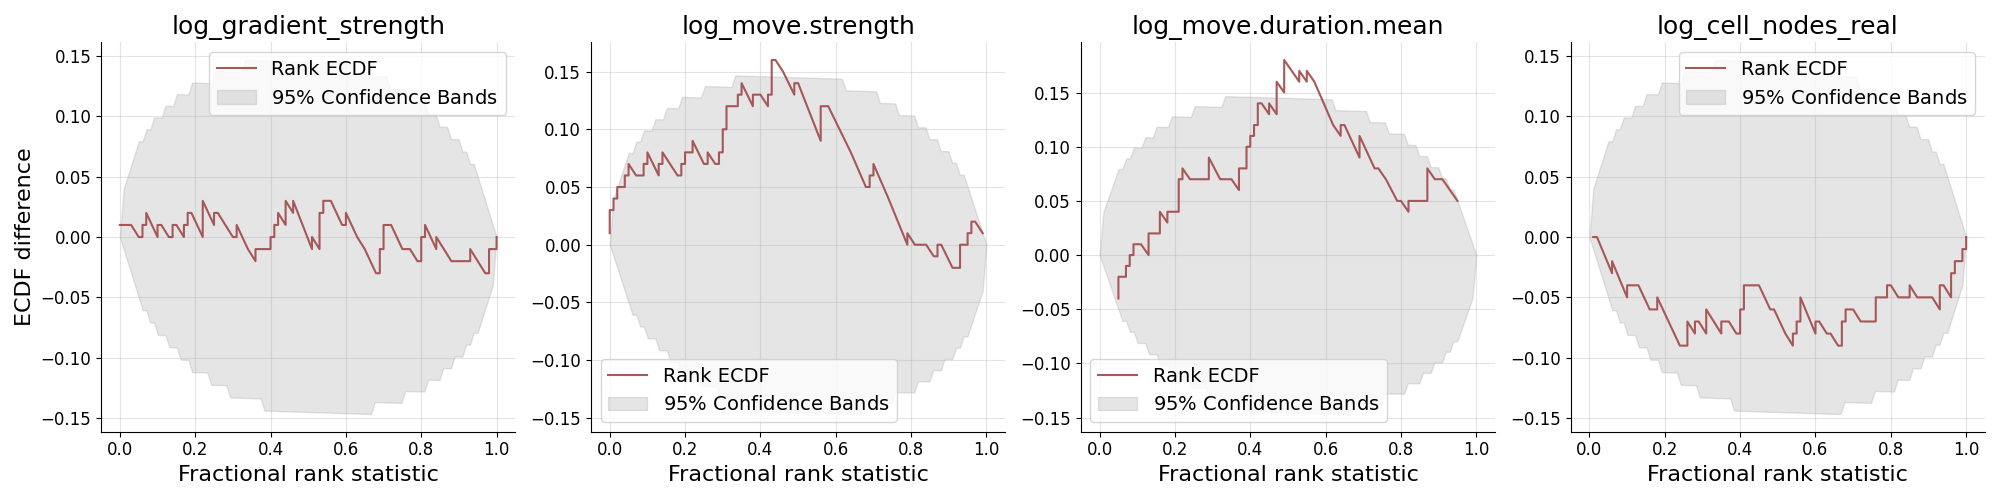 log_gradient_strength
0.15
0.10
0.05
0.00
−0.05
−0.10
−0.15
ECDF difference
Rank ECDF
95% Confidence Bands
0.0 0.2 0.4 0.6 0.8 1.0
Fractional rank statistic
log_move.strength
0.15
0.10
0.05
0.00
−0.05
−0.10
−0.15
Rank ECDF
95% Confidence Bands
0.0 0.2 0.4 0.6 0.8 1.0
Fractional rank statistic
log_move.duration.mean
0.15
0.10
0.05
0.00
−0.05
−0.10
−0.15
Rank ECDF
95% Confidence Bands
0.0 0.2 0.4 0.6 0.8 1.0
Fractional rank statistic
log_cell_nodes_real
0.15
0.10
0.05
0.00
−0.05
−0.10
−0.15
Rank ECDF
95% Confidence Bands
0.0 0.2 0.4 0.6 0.8 1.0
Fractional rank statistic